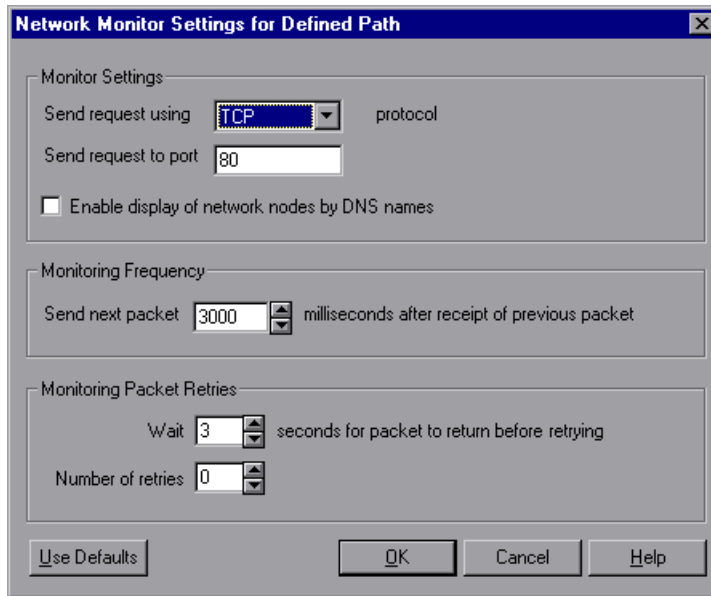 Network Monitor Settings for Defined Path
Monitor Settings
Send request using TCP protocol
Send request to port 80
Enable display of network nodes by DNS names
Monitoring Frequency
Send next packet 3000 milliseconds after receipt of previous packet
Monitoring Packet Retries
Wait 3 seconds for packet to return before retrying
Number of retries 0
Use Defaults OK Cancel Help